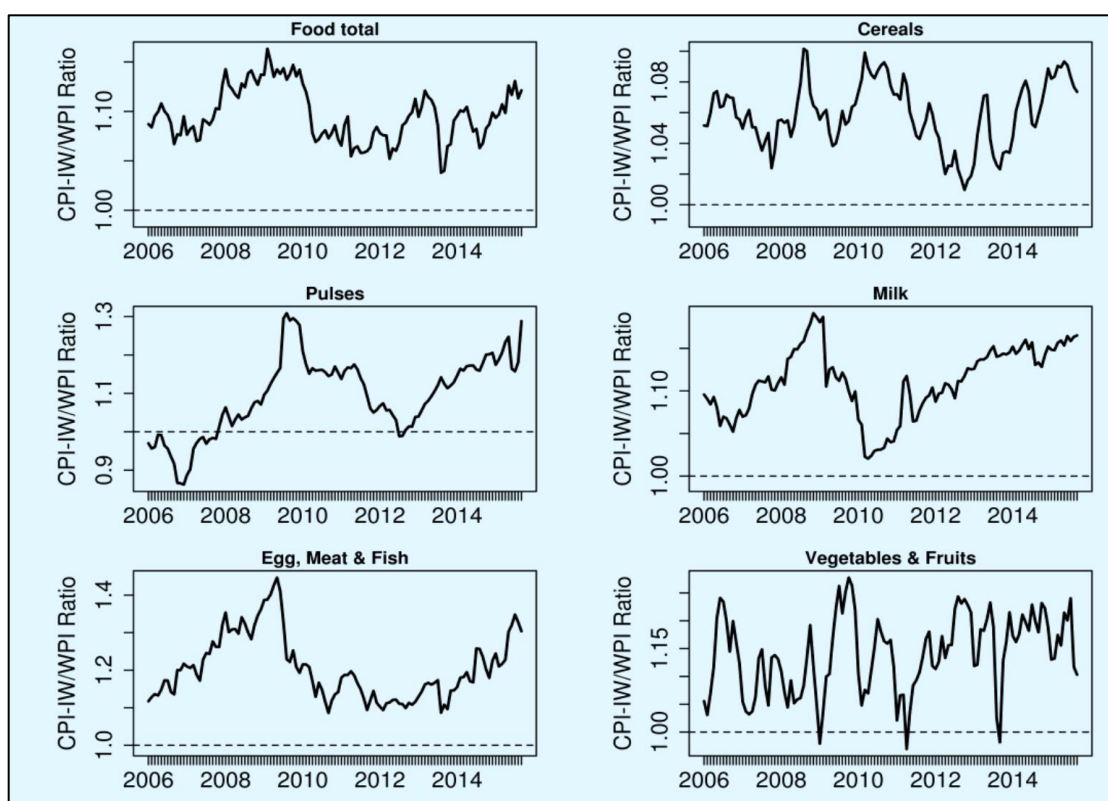 Food total
CPI-IW/WPI Ratio
1.10
1.00
2006 2008 2010 2012 2014
Cereals
CPI-IW/WPI Ratio
1.08
1.04
1.00
2006 2008 2010 2012 2014
Pulses
CPI-IW/WPI Ratio
1.3
1.1
0.9
2006 2008 2010 2012 2014
Milk
CPI-IW/WPI Ratio
1.10
1.00
2006 2008 2010 2012 2014
Egg, Meat & Fish
CPI-IW/WPI Ratio
1.4
1.2
1.0
2006 2008 2010 2012 2014
Vegetables & Fruits
CPI-IW/WPI Ratio
1.15
1.00
2006 2008 2010 2012 2014